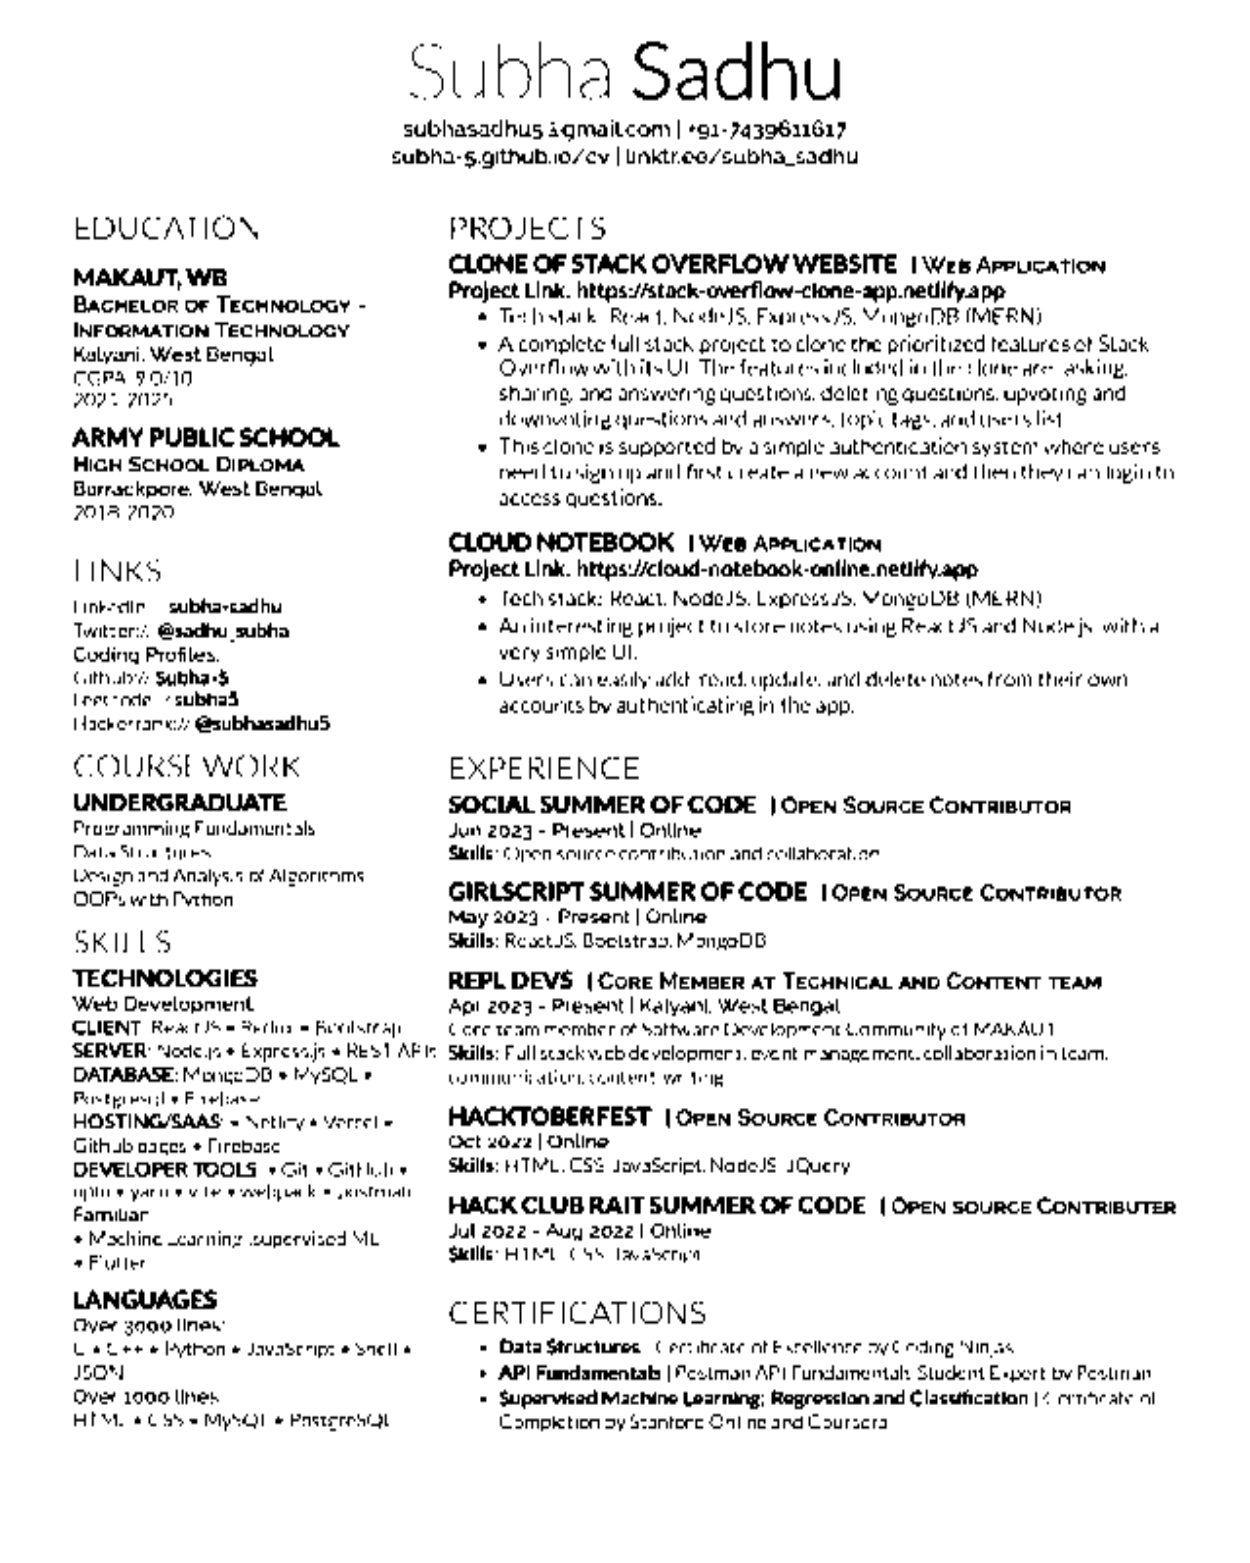 Subha Sadhu
subhasadhu5@gmail.com | +91-7439611617
subha-5.github.io/cv | linktr.ee/subha_sadhu
EDUCATION
MAKAUT, WB
BACHELOR OF TECHNOLOGY -
INFORMATION TECHNOLOGY
Kalyani, West Bengal
CGPA 9.0/10
2021-2025
ARMY PUBLIC SCHOOL
HIGH SCHOOL DIPLOMA
Barrackpore, West Bengal
2018-2020
LINKS
LinkedIn:// subha-sadhu
Twitter:// @sadhu_subha
Coding Profiles:
Github:// Subha-5
Leetcode:// subha5
Hackerrank:// @subhasadhu5
COURSEWORK
UNDERGRADUATE
Programming Fundamentals
Data Structures
Design and Analysis of Algorithms
OOPs with Python
SKILLS
TECHNOLOGIES
Web Development
CLIENT: ReactJS • Redux • Bootstrap
SERVER: Node.js • Express.js • REST APIs
DATABASE: MongoDB • MySQL •
Postgresql • Firebase
HOSTING/SAAS: • Netlify • Vercel •
Github pages • Firebase
DEVELOPER TOOLS: • Git • GitHub •
npm • yarn • vite • webpack • postman
Familiar:
• Machine Learning: supervised ML
• Flutter
LANGUAGES
Over 3000 lines:
C • C++ • Python • JavaScript • Shell •
JSON
Over 1000 lines:
HTML • CSS • MySQL • PostgreSQL
PROJECTS
CLONE OF STACK OVERFLOW WEBSITE | WEB APPLICATION
Project Link: https://stack-overflow-clone-app.netlify.app
• Tech stack: React, NodeJS, ExpressJS, MongoDB (MERN)
• A complete full stack project to clone the prioritized features of Stack
Overflow with its UI. The features included in the clone are: asking,
sharing, and answering questions, deleting questions, upvoting and
downvoting questions and answers, topic tags, and users list.
• This clone is supported by a simple authentication system where users
need to sign up and first create a new account and then they can login to
access questions.
CLOUD NOTEBOOK | WEB APPLICATION
Project Link: https://cloud-notebook-online.netlify.app
• Tech stack: React, NodeJS, ExpressJS, MongoDB (MERN)
• An interesting project to store notes using ReactJS and Node js, with a
very simple UI.
• Users can easily add, read, update, and delete notes from their own
accounts by authenticating in the app.
EXPERIENCE
SOCIAL SUMMER OF CODE | OPEN SOURCE CONTRIBUTOR
Jun 2023 - Present | Online
Skills: Open source contribution and collaboration
GIRLSCRIPT SUMMER OF CODE | OPEN SOURCE CONTRIBUTOR
May 2023 - Present | Online
Skills: ReactJS, Bootstrap, MongoDB
REPL DEVS | CORE MEMBER AT TECHNICAL AND CONTENT TEAM
Apr 2023 - Present | Kalyani, West Bengal
Core team member of Software Development Community of MAKAUT
Skills: Full stack web development, event management, collaboration in team,
communication, content writing
HACKTOBERFEST | OPEN SOURCE CONTRIBUTOR
Oct 2022 | Online
Skills: HTML, CSS, JavaScript, NodeJS, JQuery
HACK CLUB RAIT SUMMER OF CODE | OPEN SOURCE CONTRIBUTER
Jul 2022 - Aug 2022 | Online
Skills: HTML, CSS, JavaScript
CERTIFICATIONS
• Data Structures | Certificate of Excellence by Coding Ninjas
• API Fundamentals | Postman API Fundamentals Student Expert by Postman
• Supervised Machine Learning: Regression and Classification | Certificate of
Completion by Stanford Online and Coursera